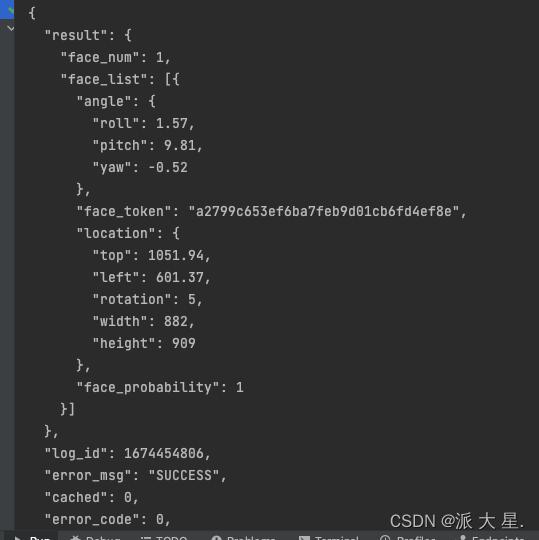 {
"result": {
"face_num": 1,
"face_list": [{
"angle": {
"roll": 1.57,
"pitch": 9.81,
"yaw": -0.52
},
"face_token": "a2799c653ef6ba7feb9d01cb6fd4ef8e",
"location": {
"top": 1051.94,
"left": 601.37,
"rotation": 5,
"width": 882,
"height": 909
},
"face_probability": 1
}]
},
"log_id": 1674454806,
"error_msg": "SUCCESS",
"cached": 0,
"error_code": 0,
CSDN @派 大 星.
Run Debug TODO Problems Terminal Profiler Endpoints